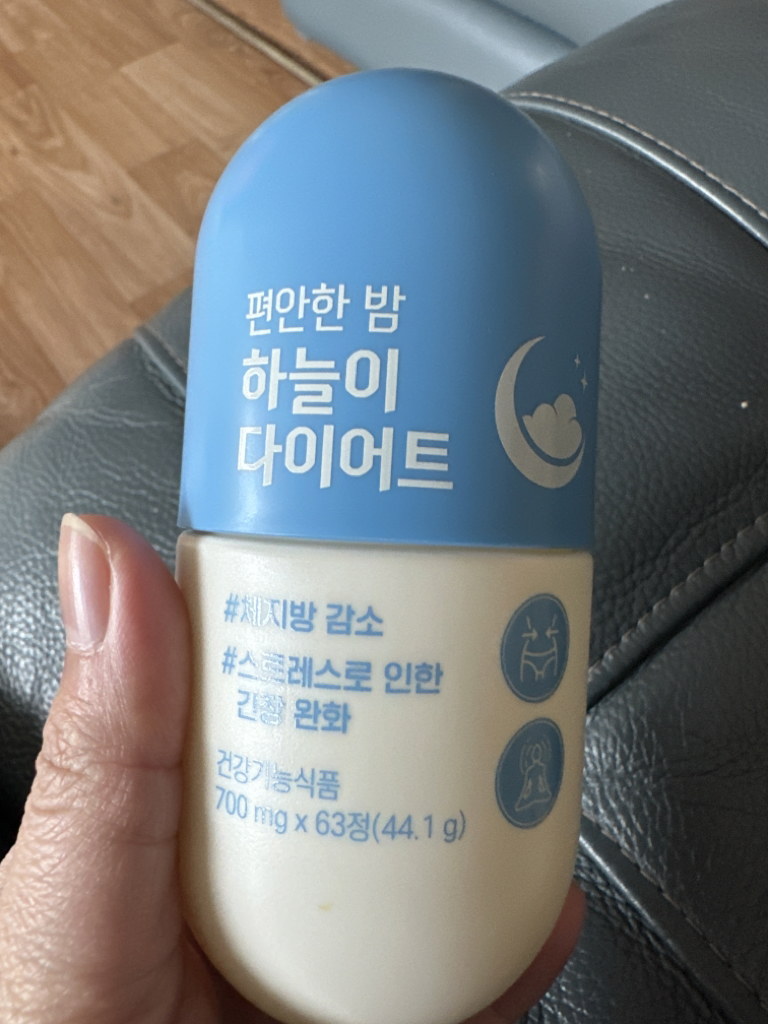 편안한 밤
하늘이
다이어트
#체지방 감소
#스트레스로 인한
긴장 완화
건강기능식품
700 mg x 63정(44.1 g)